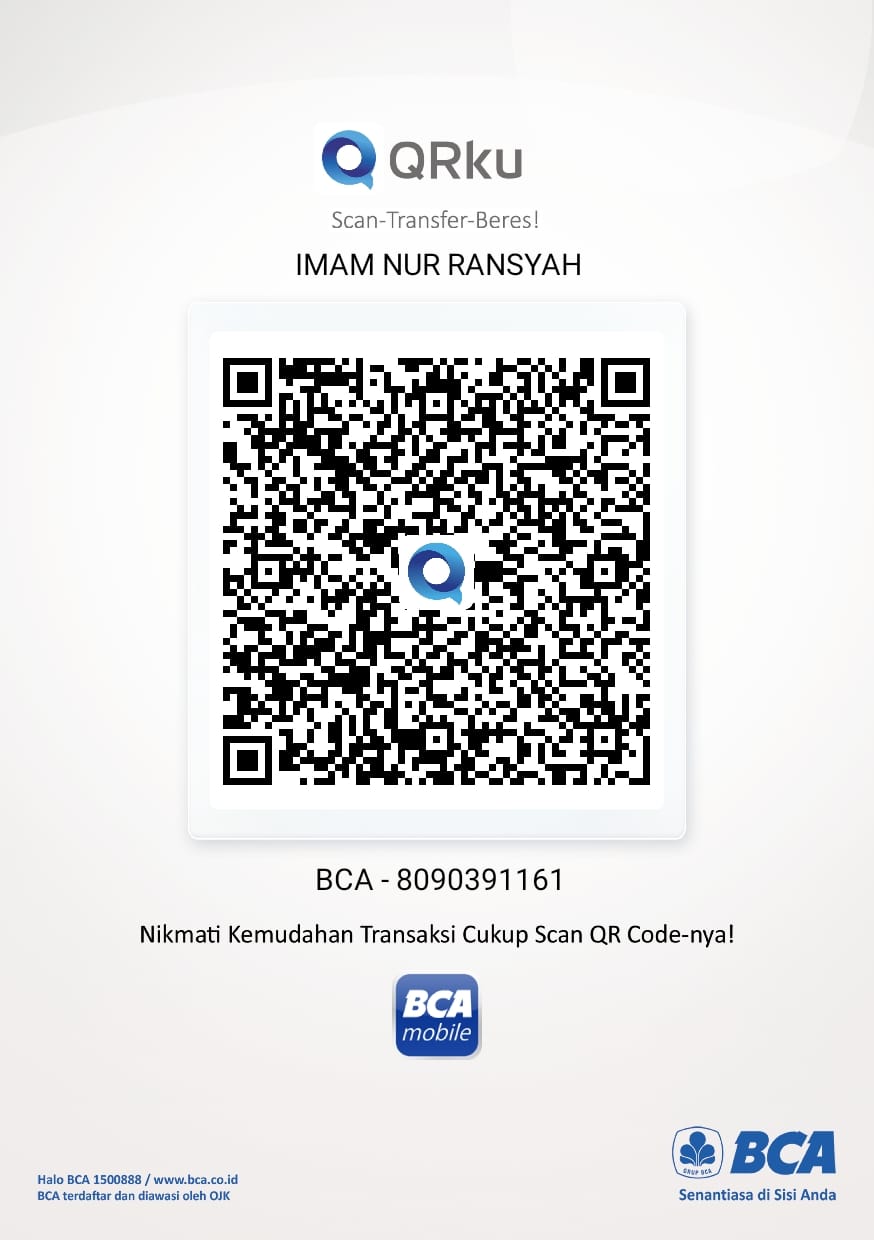 QRku
Scan-Transfer-Beres!
IMAM NUR RANSYAH
BCA - 8090391161
Nikmati Kemudahan Transaksi Cukup Scan QR Code-nya!
BCA
mobile
Halo BCA 1500888 / www.bca.co.id
BCA terdaftar dan diawasi oleh OJK
GRUP BCA
BCA
Senantiasa di Sisi Anda